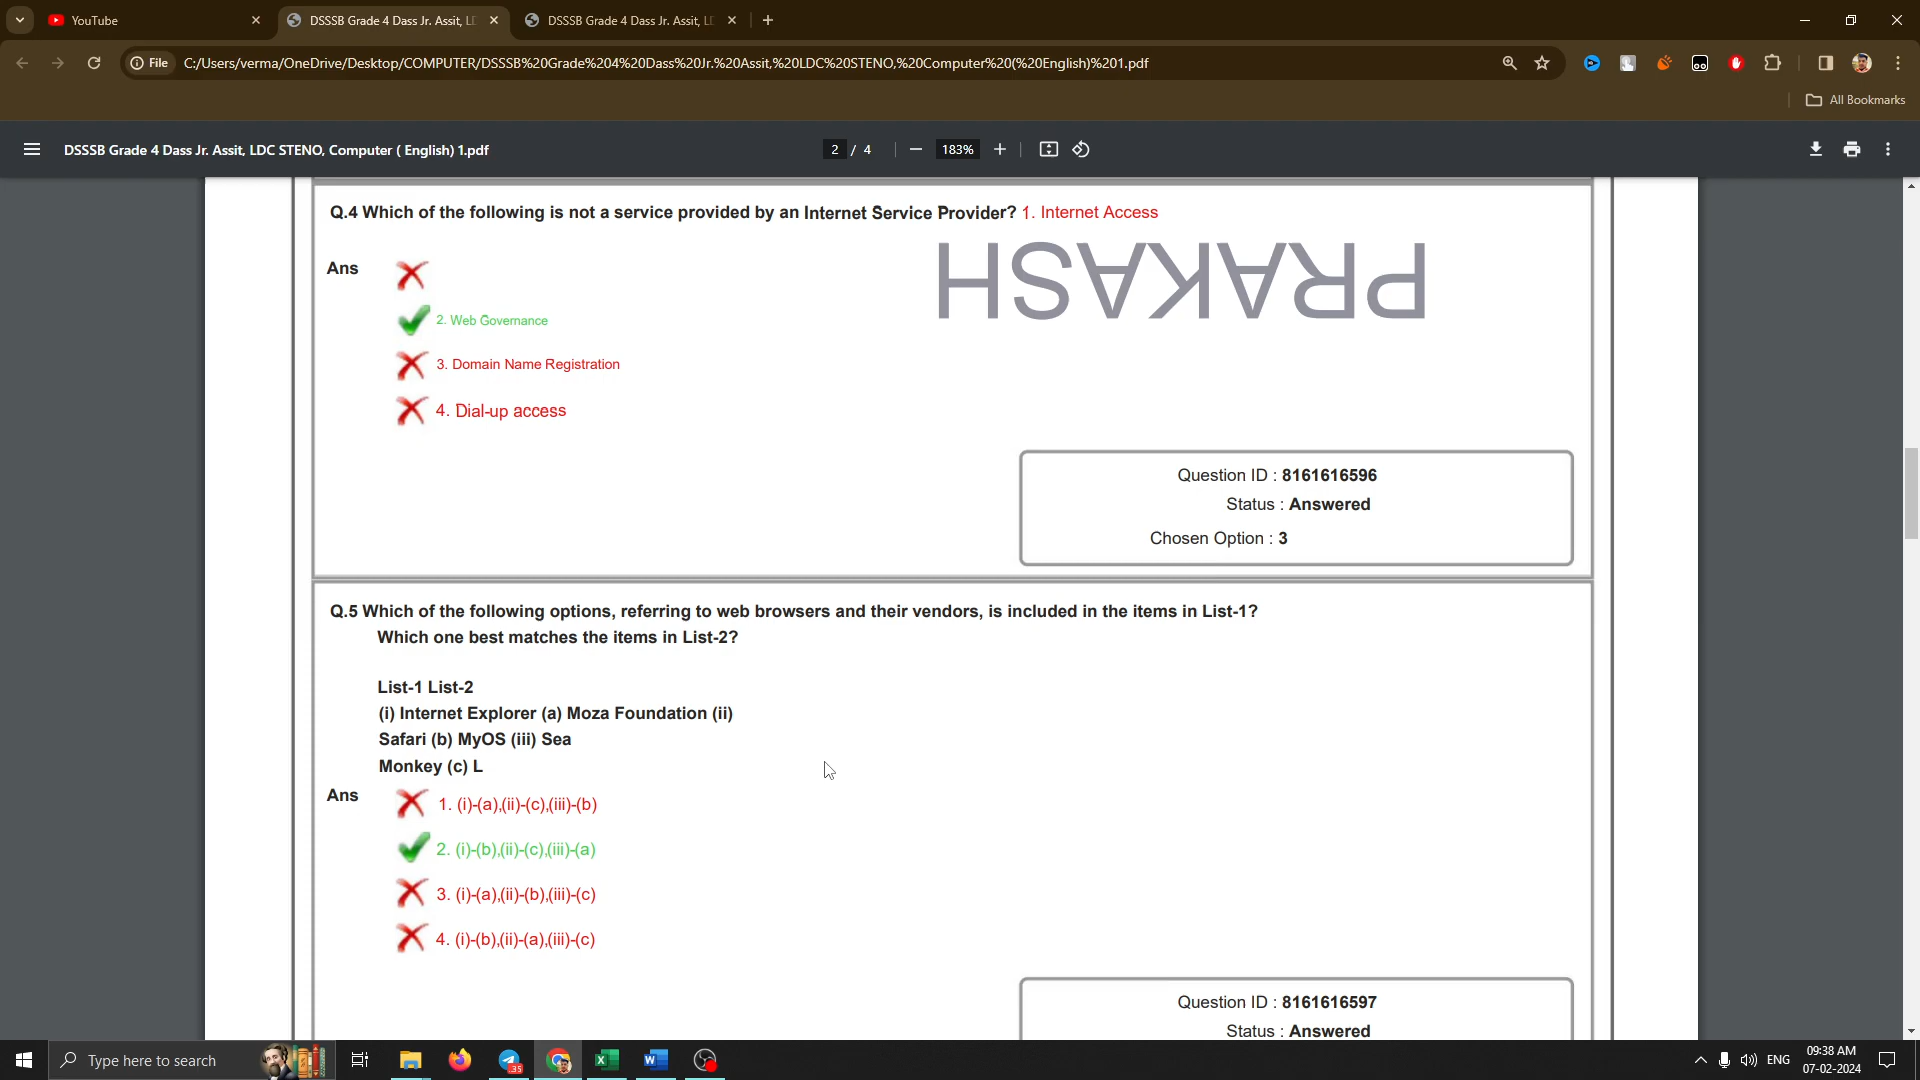 YouTube
DSSSB Grade 4 Dass Jr. Assit, L
DSSSB Grade 4 Dass Jr. Assit, L
File
C:/Users/verma/OneDrive/Desktop/COMPUTER/DSSSB%20Grade%204%20Dass%20Jr.%20Assit,%20LDC%20STENO,%20Computer%20(%20English)%201.pdf
All Bookmarks
DSSSB Grade 4 Dass Jr. Assit, LDC STENO, Computer ( English) 1.pdf
2 / 4
183%
Q.4 Which of the following is not a service provided by an Internet Service Provider? 1. Internet Access
PRAKASH
Ans
2. Web Governance
3. Domain Name Registration
4. Dial-up access
Question ID : 8161616596
Status : Answered
Chosen Option : 3
Q.5 Which of the following options, referring to web browsers and their vendors, is included in the items in List-1?
Which one best matches the items in List-2?
List-1 List-2
(i) Internet Explorer (a) Moza Foundation (ii)
Safari (b) MyOS (iii) Sea
Monkey (c) L
Ans
1. (i)-(a),(ii)-(c),(iii)-(b)
2. (i)-(b),(ii)-(c),(iii)-(a)
3. (i)-(a),(ii)-(b),(iii)-(c)
4. (i)-(b),(ii)-(a),(iii)-(c)
Question ID : 8161616597
Status : Answered
Type here to search
35
ENG
09:38 AM
07-02-2024